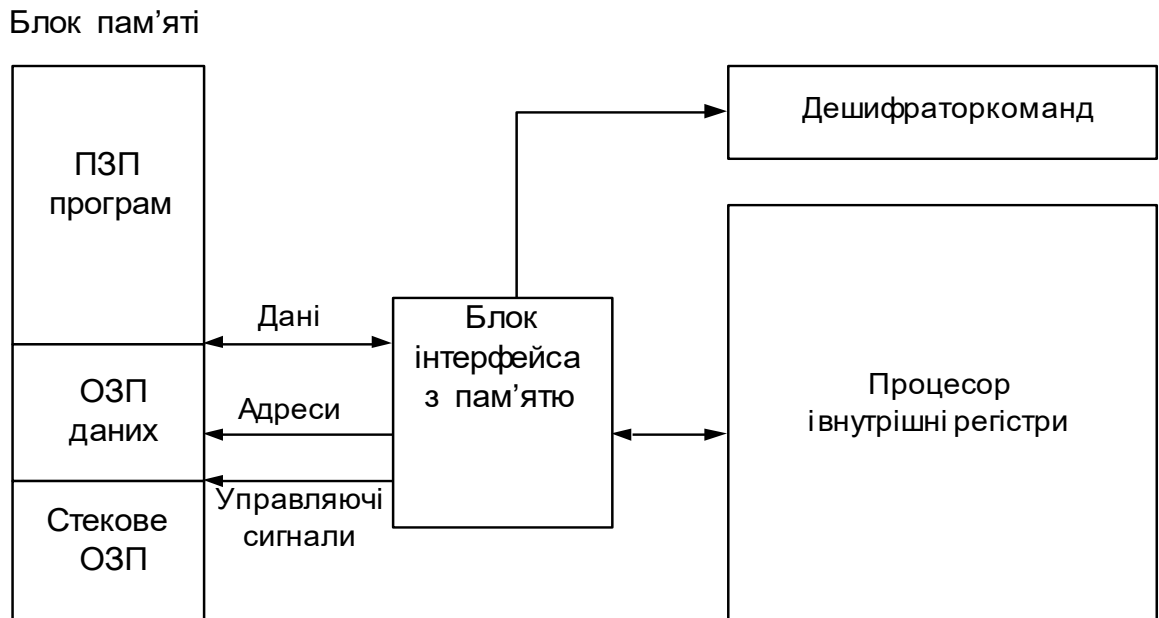 Блок пам’яті
ПЗП
програм
ОЗП
даних
Стекове
ОЗП
Дані
Адреси
Управляючі
сигнали
Блок
інтерфейса
з пам’ятю
Дешифраторкоманд
Процесор
івнутрішні регістри